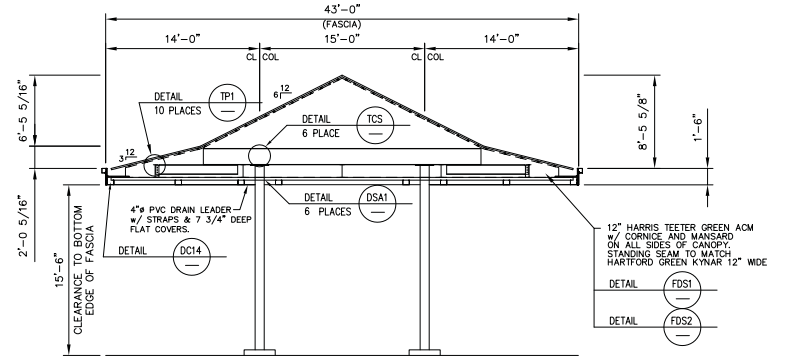 43'-0"
(FASCIA)
14'-0"
15'-0"
14'-0"
CL COL
CL COL
6'-5 5/16"
2'-0 5/16"
12
6
12
3
DETAIL TP1
10 PLACES
DETAIL TCS
6 PLACE
8'-5 5/8"
1'-6"
DETAIL DSA1
6 PLACES
4"ø PVC DRAIN LEADER
w/ STRAPS & 7 3/4" DEEP
FLAT COVERS.
DETAIL DC14
15'-6"
CLEARANCE TO BOTTOM
EDGE OF FASCIA
12" HARRIS TEETER GREEN ACM
w/ CORNICE AND MANSARD
ON ALL SIDES OF CANOPY.
STANDING SEAM TO MATCH
HARTFORD GREEN KYNAR 12" WIDE
DETAIL FDS1
DETAIL FDS2